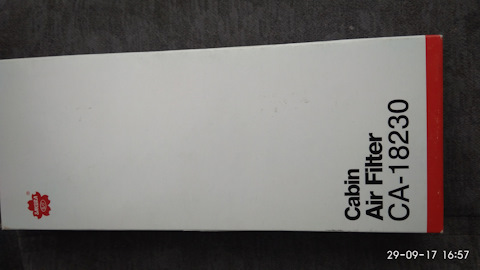 Cabin
Air Filter
CA-18230
29-09-17 16:57